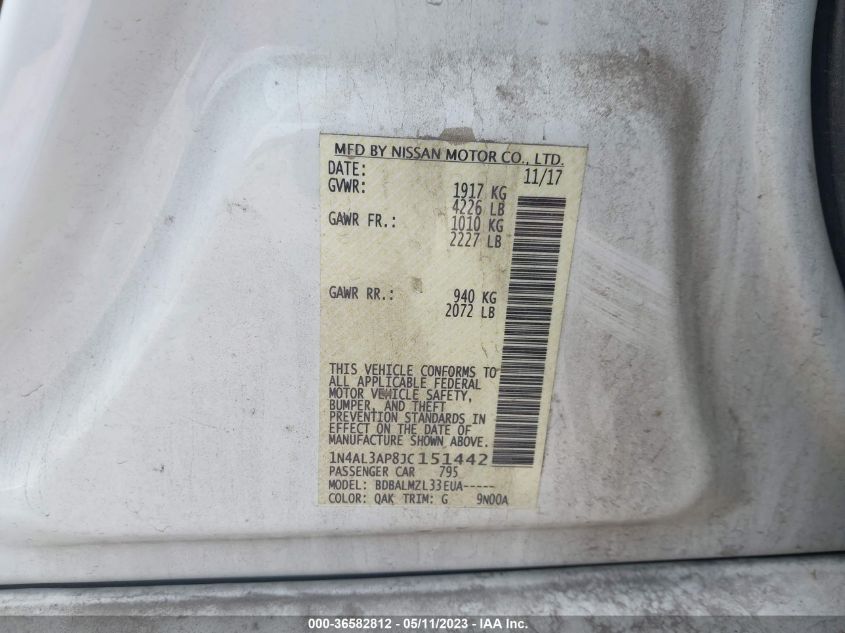 MFD BY NISSAN MOTOR CO., LTD.
DATE: 11/17
GVWR: 1917 KG
4226 LB
GAWR FR.: 1010 KG
2227 LB
GAWR RR.: 940 KG
2072 LB
THIS VEHICLE CONFORMS TO
ALL APPLICABLE FEDERAL
MOTOR VEHICLE SAFETY,
BUMPER, AND THEFT
PREVENTION STANDARDS IN
EFFECT ON THE DATE OF
MANUFACTURE SHOWN ABOVE.
1N4AL3AP8JC151442
PASSENGER CAR 795
MODEL: BDBALMZL33EUA-----
COLOR: QAK TRIM: G 9N00A
000-36582812 - 05/11/2023 - © IAA, Inc.